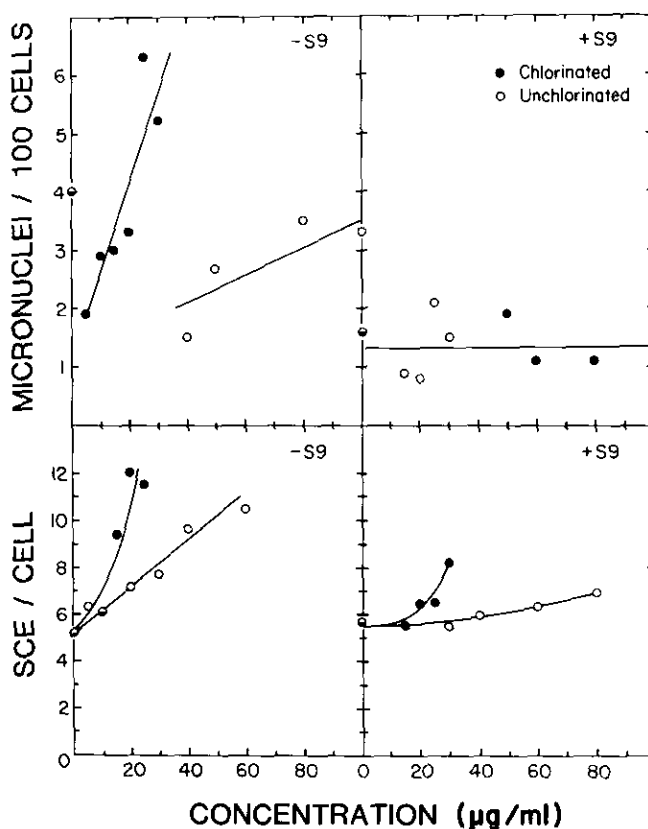 -S9
+S9
● Chlorinated
○ Unchlorinated
MICRONUCLEI / 100 CELLS
6
5
4
3
2
1
-S9
+S9
SCE / CELL
12
10
8
6
4
2
0
0 20 40 60 80 0 20 40 60 80
CONCENTRATION (μg/ml)